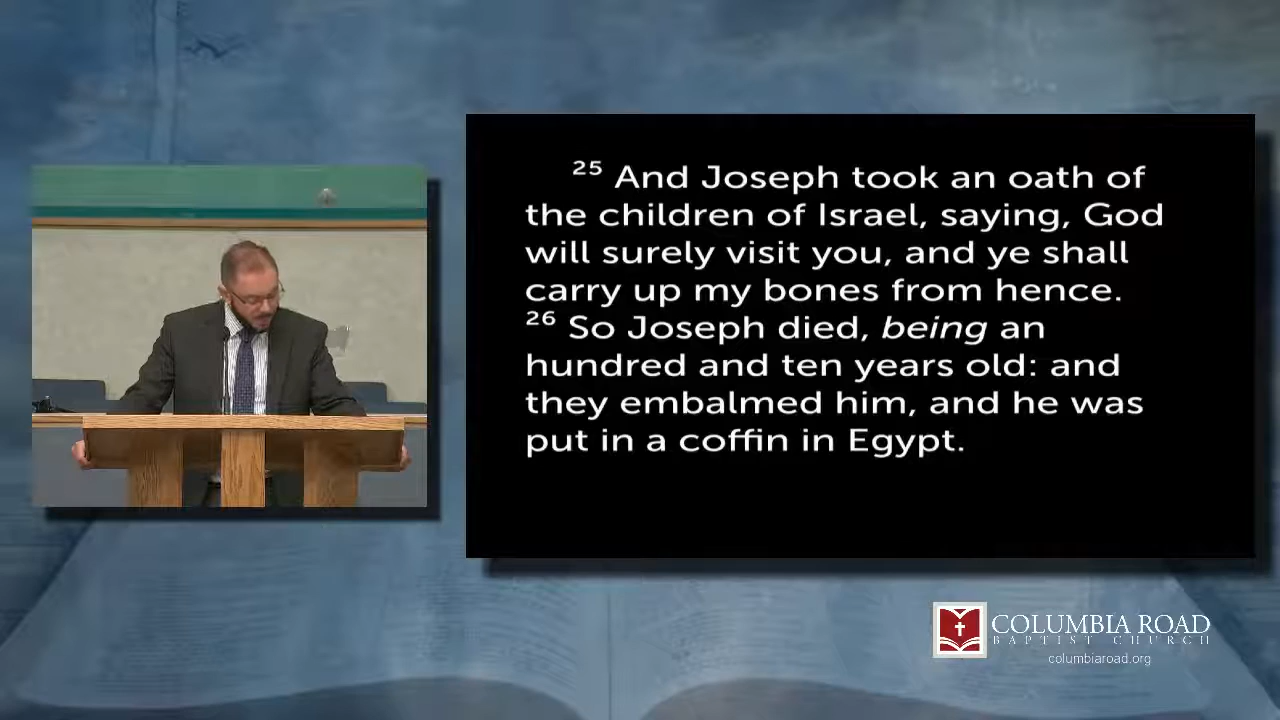 25 And Joseph took an oath of
the children of Israel, saying, God
will surely visit you, and ye shall
carry up my bones from hence.
26 So Joseph died, being an
hundred and ten years old: and
they embalmed him, and he was
put in a coffin in Egypt.
COLUMBIA ROAD
BAPTIST CHURCH
columbiaroad.org